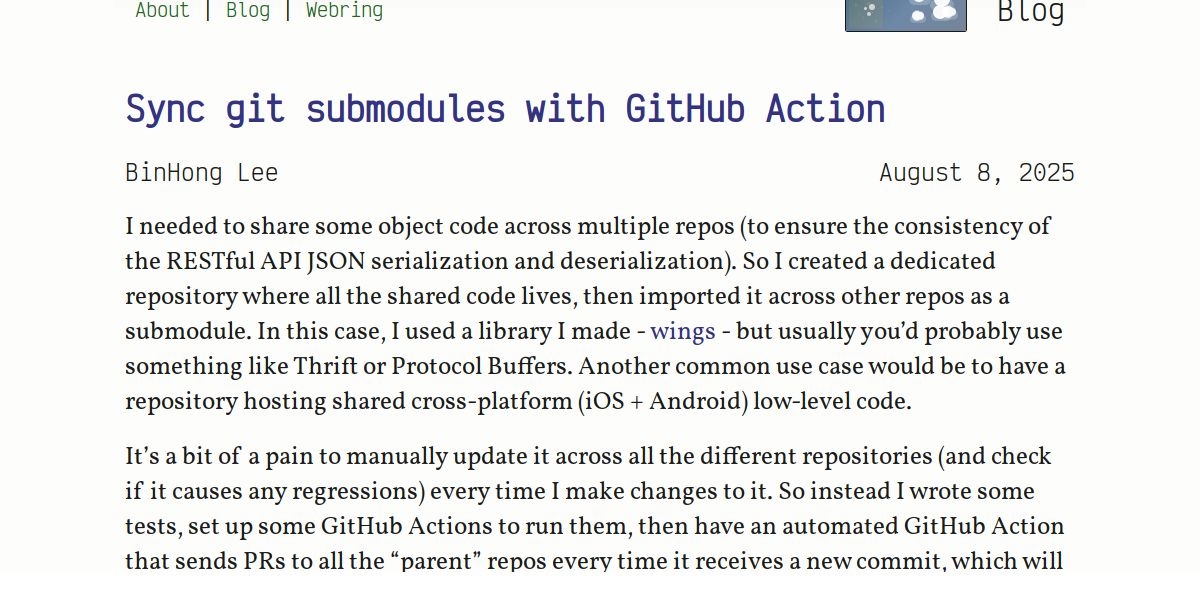 About | Blog | Webring
Blog
Sync git submodules with GitHub Action
BinHong Lee
August 8, 2025
I needed to share some object code across multiple repos (to ensure the consistency of
the RESTful API JSON serialization and deserialization). So I created a dedicated
repository where all the shared code lives, then imported it across other repos as a
submodule. In this case, I used a library I made - wings - but usually you’d probably use
something like Thrift or Protocol Buffers. Another common use case would be to have a
repository hosting shared cross-platform (iOS + Android) low-level code.
It’s a bit of a pain to manually update it across all the different repositories (and check
if it causes any regressions) every time I make changes to it. So instead I wrote some
tests, set up some GitHub Actions to run them, then have an automated GitHub Action
that sends PRs to all the “parent” repos every time it receives a new commit, which will